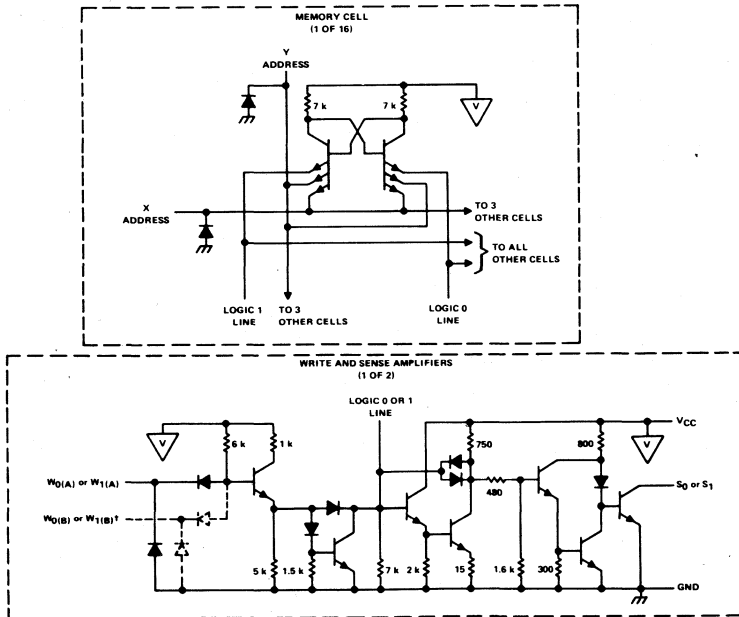 MEMORY CELL
(1 OF 16)
Y
ADDRESS
7 k
7 k
V
X
ADDRESS
TO 3
OTHER CELLS
TO ALL
OTHER CELLS
LOGIC 1
LINE
TO 3
OTHER CELLS
LOGIC 0
LINE
WRITE AND SENSE AMPLIFIERS
(1 OF 2)
LOGIC 0 OR 1
LINE
VCC
V
6 k
1 k
750
800
V
W0(A) or W1(A)
480
S0 or S1
W0(B) or W1(B)†
5 k
1.5 k
7 k
2 k
15
1.6 k
300
GND